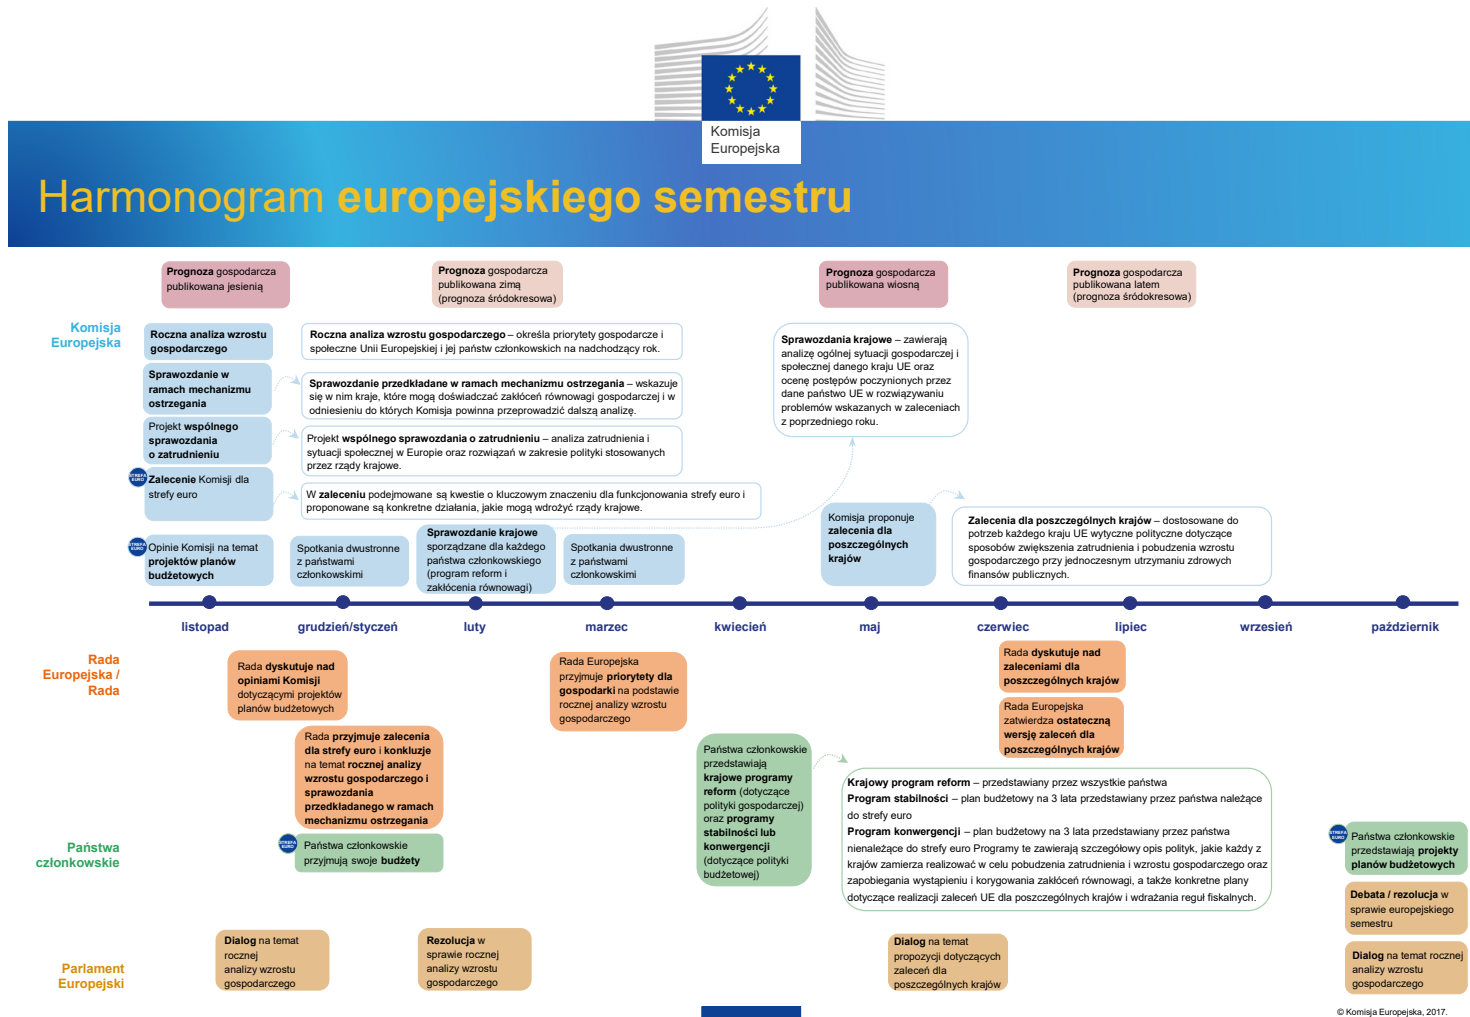 Komisja
Europejska
Harmonogram europejskiego semestru
Prognoza gospodarcza
publikowana jesienią
Prognoza gospodarcza
publikowana zimą
(prognoza śródokresowa)
Prognoza gospodarcza
publikowana wiosną
Prognoza gospodarcza
publikowana latem
(prognoza śródokresowa)
Komisja
Europejska
Roczna analiza wzrostu
gospodarczego
Roczna analiza wzrostu gospodarczego – określa priorytety gospodarcze i
społeczne Unii Europejskiej i jej państw członkowskich na nadchodzący rok.
Sprawozdanie w
ramach mechanizmu
ostrzegania
Sprawozdanie przedkładane w ramach mechanizmu ostrzegania – wskazuje
się w nim kraje, które mogą doświadczać zakłóceń równowagi gospodarczej i w
odniesieniu do których Komisja powinna przeprowadzić dalszą analizę.
Projekt wspólnego
sprawozdania
o zatrudnieniu
Projekt wspólnego sprawozdania o zatrudnieniu – analiza zatrudnienia i
sytuacji społecznej w Europie oraz rozwiązań w zakresie polityki stosowanych
przez rządy krajowe.
STREFA
EURO
Zalecenie Komisji dla
strefy euro
W zaleceniu podejmowane są kwestie o kluczowym znaczeniu dla funkcjonowania strefy euro i
proponowane są konkretne działania, jakie mogą wdrożyć rządy krajowe.
Sprawozdania krajowe – zawierają
analizę ogólnej sytuacji gospodarczej i
społecznej danego kraju UE oraz
ocenę postępów poczynionych przez
dane państwo UE w rozwiązywaniu
problemów wskazanych w zaleceniach
z poprzedniego roku.
STREFA
EURO
Opinie Komisji na temat
projektów planów
budżetowych
Spotkania dwustronne
z państwami
członkowskimi
Sprawozdanie krajowe
sporządzane dla każdego
państwa członkowskiego
(program reform i
zakłócenia równowagi)
Spotkania dwustronne
z państwami
członkowskimi
Komisja proponuje
zalecenia dla
poszczególnych
krajów
Zalecenia dla poszczególnych krajów – dostosowane do
potrzeb każdego kraju UE wytyczne polityczne dotyczące
sposobów zwiększenia zatrudnienia i pobudzenia wzrostu
gospodarczego przy jednoczesnym utrzymaniu zdrowych
finansów publicznych.
listopad
grudzień/styczeń
luty
marzec
kwiecień
maj
czerwiec
lipiec
wrzesień
październik
Rada
Europejska /
Rada
Rada dyskutuje nad
opiniami Komisji
dotyczącymi projektów
planów budżetowych
Rada przyjmuje zalecenia
dla strefy euro i konkluzje
na temat rocznej analizy
wzrostu gospodarczego i
sprawozdania
przedkładanego w ramach
mechanizmu ostrzegania
Rada Europejska
przyjmuje priorytety dla
gospodarki na podstawie
rocznej analizy wzrostu
gospodarczego
Rada dyskutuje nad
zaleceniami dla
poszczególnych krajów
Rada Europejska
zatwierdza ostateczną
wersję zaleceń dla
poszczególnych krajów
Państwa
członkowskie
STREFA
EURO
Państwa członkowskie
przyjmują swoje budżety
Państwa członkowskie
przedstawiają
krajowe programy
reform (dotyczące
polityki gospodarczej)
oraz programy
stabilności lub
konwergencji
(dotyczące polityki
budżetowej)
Krajowy program reform – przedstawiany przez wszystkie państwa
Program stabilności – plan budżetowy na 3 lata przedstawiany przez państwa należące
do strefy euro
Program konwergencji – plan budżetowy na 3 lata przedstawiany przez państwa
nienależące do strefy euro Programy te zawierają szczegółowy opis polityk, jakie każdy z
krajów zamierza realizować w celu pobudzenia zatrudnienia i wzrostu gospodarczego oraz
zapobiegania wystąpieniu i korygowania zakłóceń równowagi, a także konkretne plany
dotyczące realizacji zaleceń UE dla poszczególnych krajów i wdrażania reguł fiskalnych.
STREFA
EURO
Państwa członkowskie
przedstawiają projekty
planów budżetowych
Parlament
Europejski
Dialog na temat
rocznej
analizy wzrostu
gospodarczego
Rezolucja w
sprawie rocznej
analizy wzrostu
gospodarczego
Dialog na temat
propozycji dotyczących
zaleceń dla
poszczególnych krajów
Debata / rezolucja w
sprawie europejskiego
semestru
Dialog na temat rocznej
analizy wzrostu
gospodarczego
© Komisja Europejska, 2017.